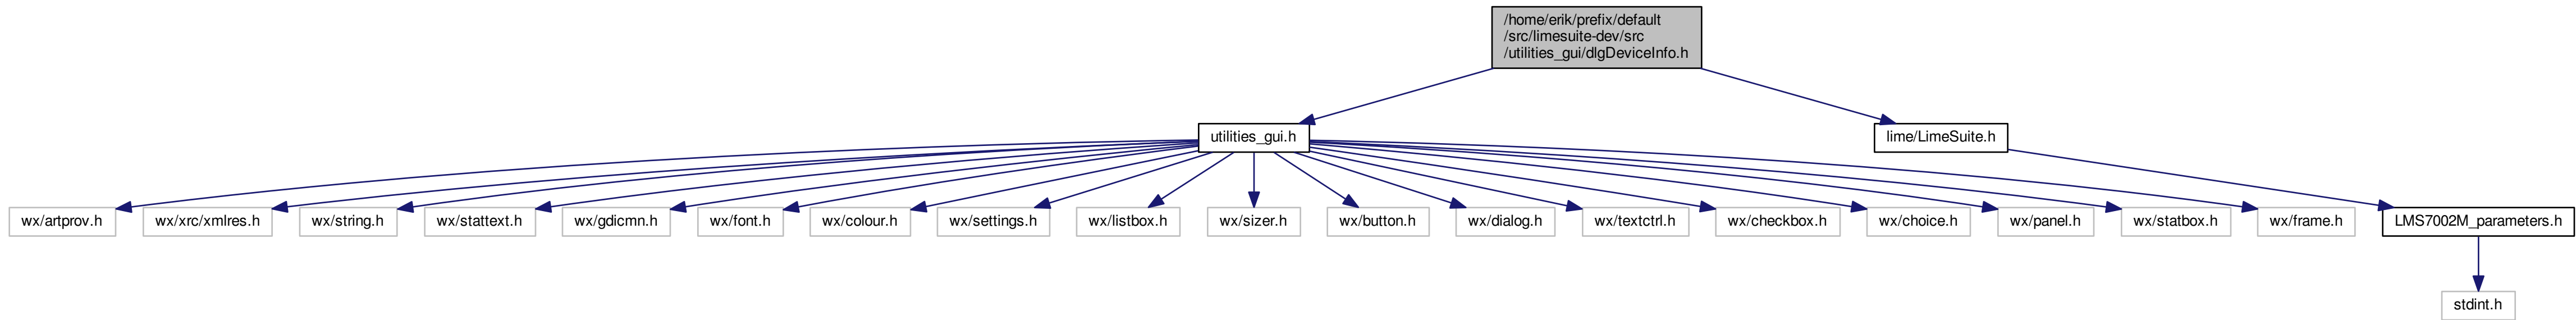 /home/erik/prefix/default
/src/limesuite-dev/src
/utilities_gui/dlgDeviceInfo.h
utilities_gui.h
lime/LimeSuite.h
wx/artprov.h
wx/xrc/xmlres.h
wx/string.h
wx/stattext.h
wx/gdicmn.h
wx/font.h
wx/colour.h
wx/settings.h
wx/listbox.h
wx/sizer.h
wx/button.h
wx/dialog.h
wx/textctrl.h
wx/checkbox.h
wx/choice.h
wx/panel.h
wx/statbox.h
wx/frame.h
LMS7002M_parameters.h
stdint.h